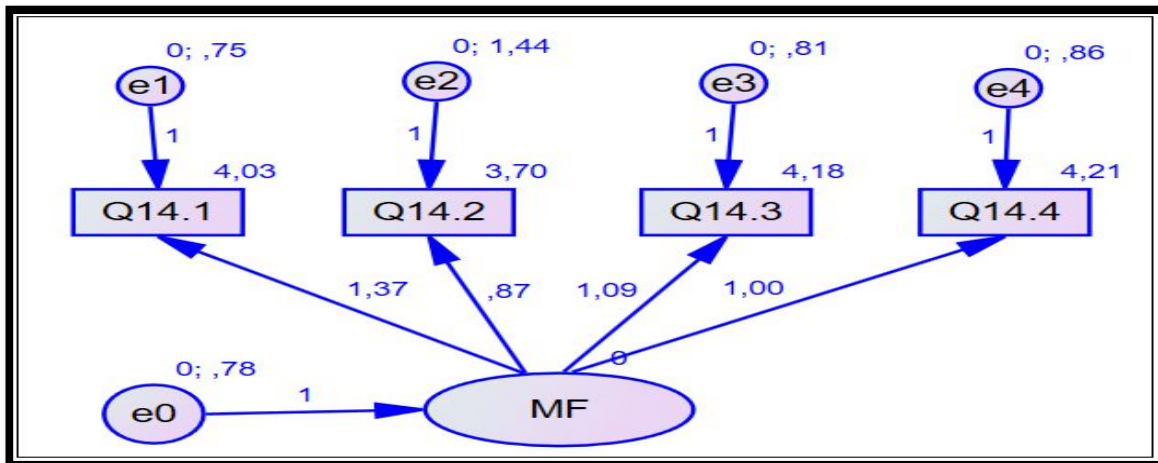 0; ,75 0; 1,44 0; ,81 0; ,86
e1 e2 e3 e4
1 1 1 1
4,03 3,70 4,18 4,21
Q14.1 Q14.2 Q14.3 Q14.4
1,37 ,87 1,09 1,00
0
0; ,78
e0 1 MF